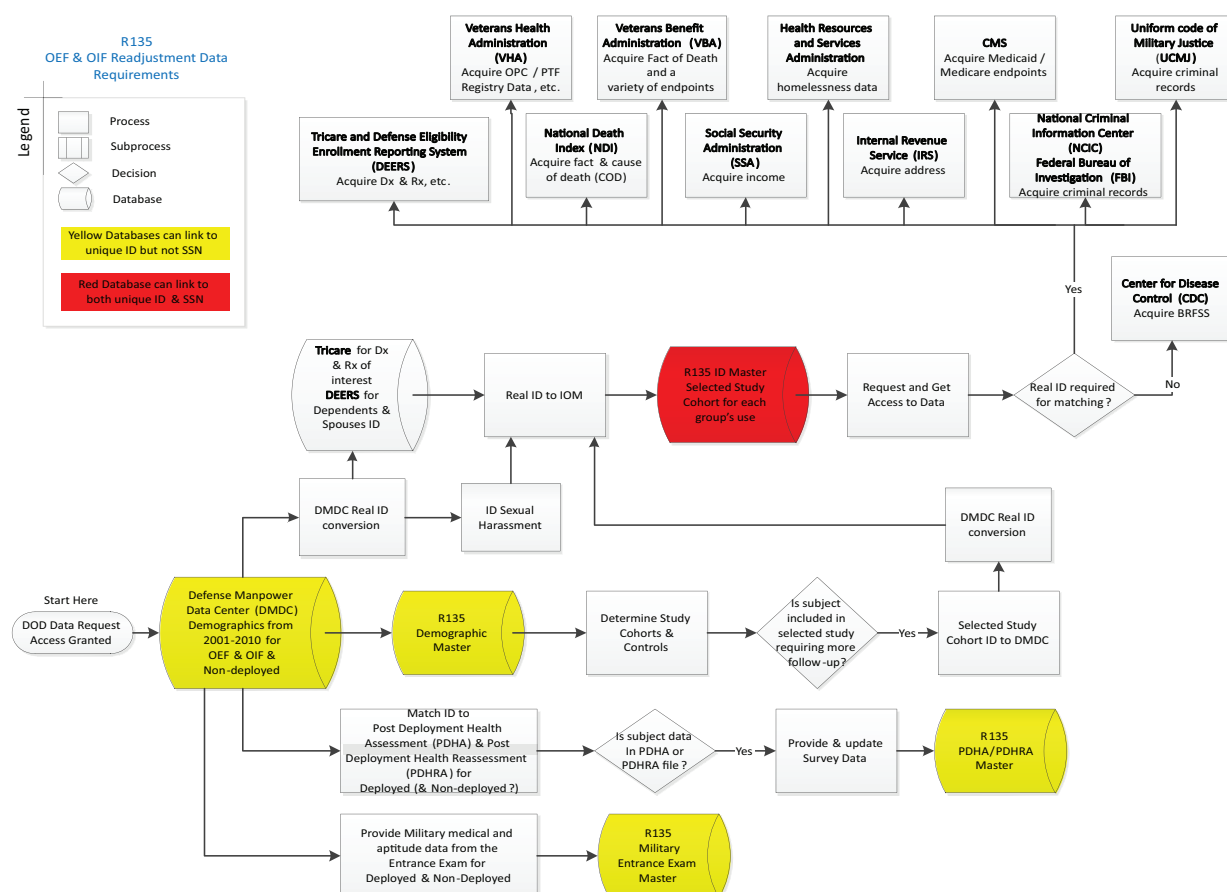 R135
OEF & OIF Readjustment Data
Requirements
Legend
Process
Subprocess
Decision
Database
Yellow Databases can link to
unique ID but not SSN
Red Database can link to
both unique ID & SSN
Veterans Health
Administration
(VHA)
Acquire OPC / PTF
Registry Data , etc.
Veterans Benefit
Administration (VBA)
Acquire Fact of Death
and a
variety of endpoints
Health Resources
and Services
Administration
Acquire
homelessness data
CMS
Acquire Medicaid /
Medicare endpoints
Uniform code of
Military Justice
(UCMJ)
Acquire criminal
records
Tricare and Defense Eligibility
Enrollment Reporting System
(DEERS)
Acquire Dx & Rx, etc.
National Death
Index (NDI)
Acquire fact & cause
of death (COD)
Social Security
Administration
(SSA)
Acquire income
Internal Revenue
Service (IRS)
Acquire address
National Criminal
Information Center
(NCIC)
Federal Bureau of
Investigation (FBI)
Acquire criminal records
Yes
Center for Disease
Control (CDC)
Acquire BRFSS
Tricare for Dx
& Rx of
interest
DEERS for
Dependents &
Spouses ID
Real ID to IOM
R135 ID Master
Selected Study
Cohort for each
group's use
Request and Get
Access to Data
Real ID required
for matching ?
No
DMDC Real ID
conversion
ID Sexual
Harassment
DMDC Real ID
conversion
Start Here
DOD Data Request
Access Granted
Defense Manpower
Data Center (DMDC)
Demographics from
2001-2010 for
OEF & OIF &
Non-deployed
R135
Demographic
Master
Determine Study
Cohorts &
Controls
Is
subject
included in
selected study
requiring more
follow -up?
Yes
Selected Study
Cohort ID to DMDC
Match ID to
Post Deployment Health
Assessment (PDHA) & Post
Deployment Health Reassessment
(PDHRA) for
Deployed (& Non-deployed ?)
Is subject data
In PDHA or
PDHRA file ?
Yes
Provide & update
Survey Data
R135
PDHA/PDHRA
Master
Provide Military medical and
aptitude data from the
Entrance Exam for
Deployed & Non-Deployed
R135
Military
Entrance Exam
Master